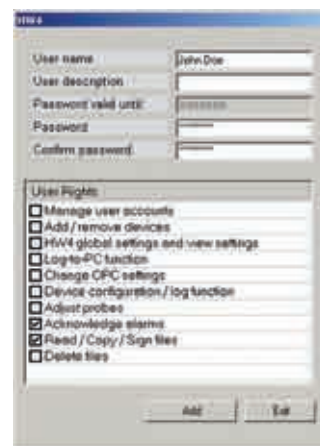 User name
John Doe
User description
Password valid until
Password
Confirm password
User Rights
Manage user accounts
Add / remove devices
HW4 global settings and view settings
Log-to-PC function
Change OPC settings
Device configuration / log function
Adjust probes
Acknowledge alarms
Read / Copy / Sign files
Delete files
Add
Exit